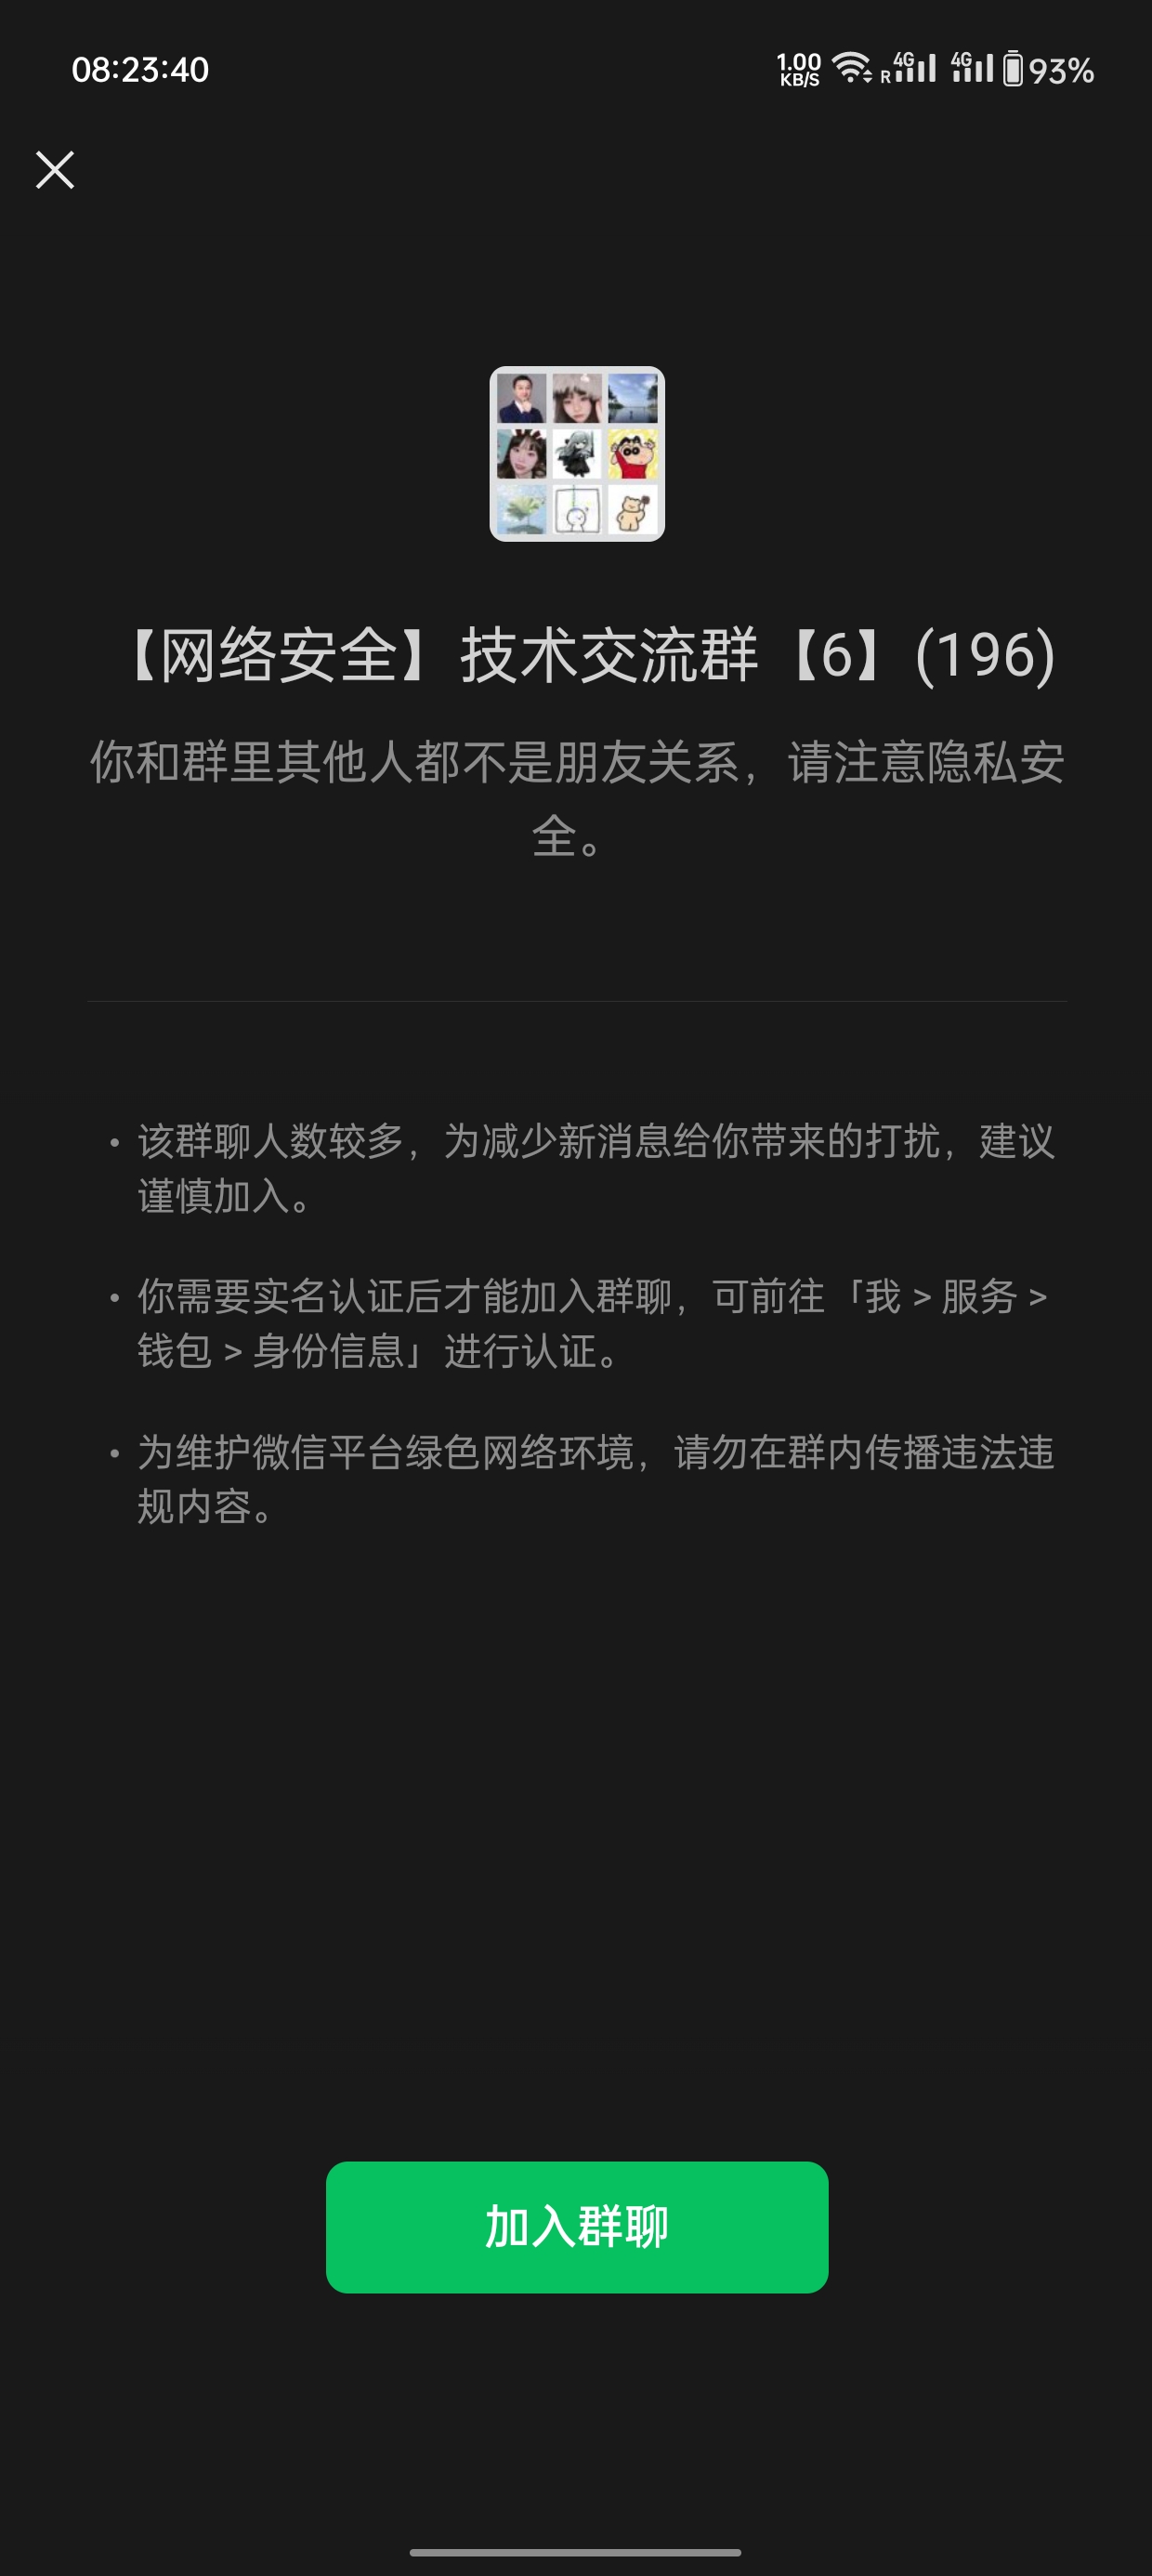 08:23:40
1.00 KB/S R 4G 4G 93%
【网络安全】技术交流群【6】(196)
你和群里其他人都不是朋友关系，请注意隐私安
全。
• 该群聊人数较多，为减少新消息给你带来的打扰，建议
谨慎加入。
• 你需要实名认证后才能加入群聊，可前往「我 > 服务 >
钱包 > 身份信息」进行认证。
• 为维护微信平台绿色网络环境，请勿在群内传播违法违
规内容。
加入群聊